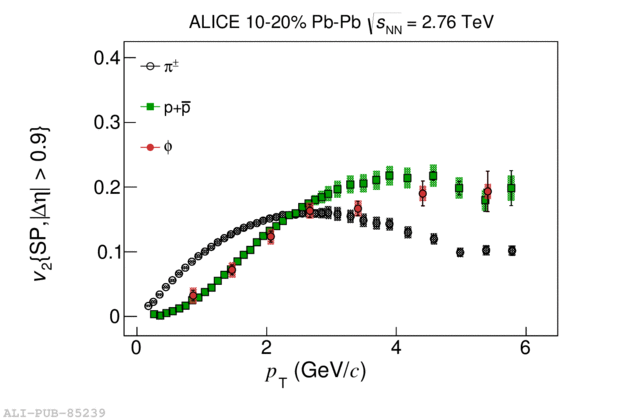 ALICE 10-20% Pb-Pb √sNN = 2.76 TeV
v2{SP,|Δη| > 0.9}
0.4
0.3
0.2
0.1
0
π±
p+p̅
ϕ
0 2 4 6
pT (GeV/c)
ALI-PUB-85239